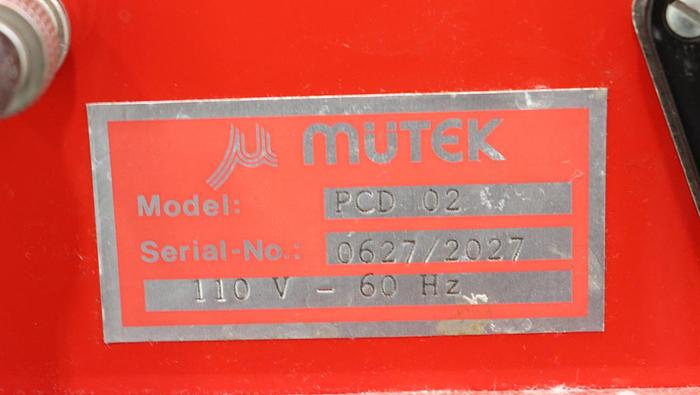 μ MÜTEK
Model: PCD 02
Serial-No.: 0627/2027
110 V - 60 Hz